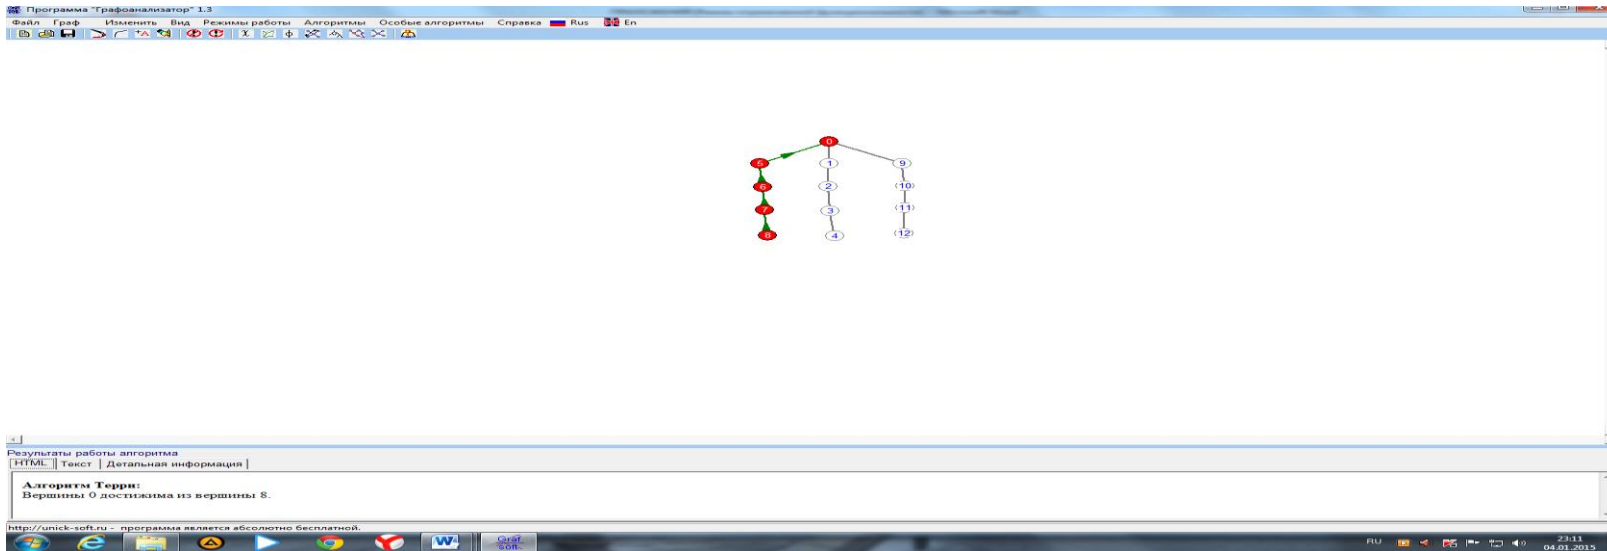 Программа "Графоанализатор" 1.3
Файл Граф Изменить Вид Режимы работы Алгоритмы Особые алгоритмы Справка Rus En
0
5 1 9
6 2 (10)
7 3 (11)
8 4 (12)
Результаты работы алгоритма
HTML Текст Детальная информация
Алгоритм Терри:
Вершины 0 достижима из вершины 8.
http://unick-soft.ru - программа является абсолютно бесплатной.
Graf soft
RU 23:11
04.01.2015